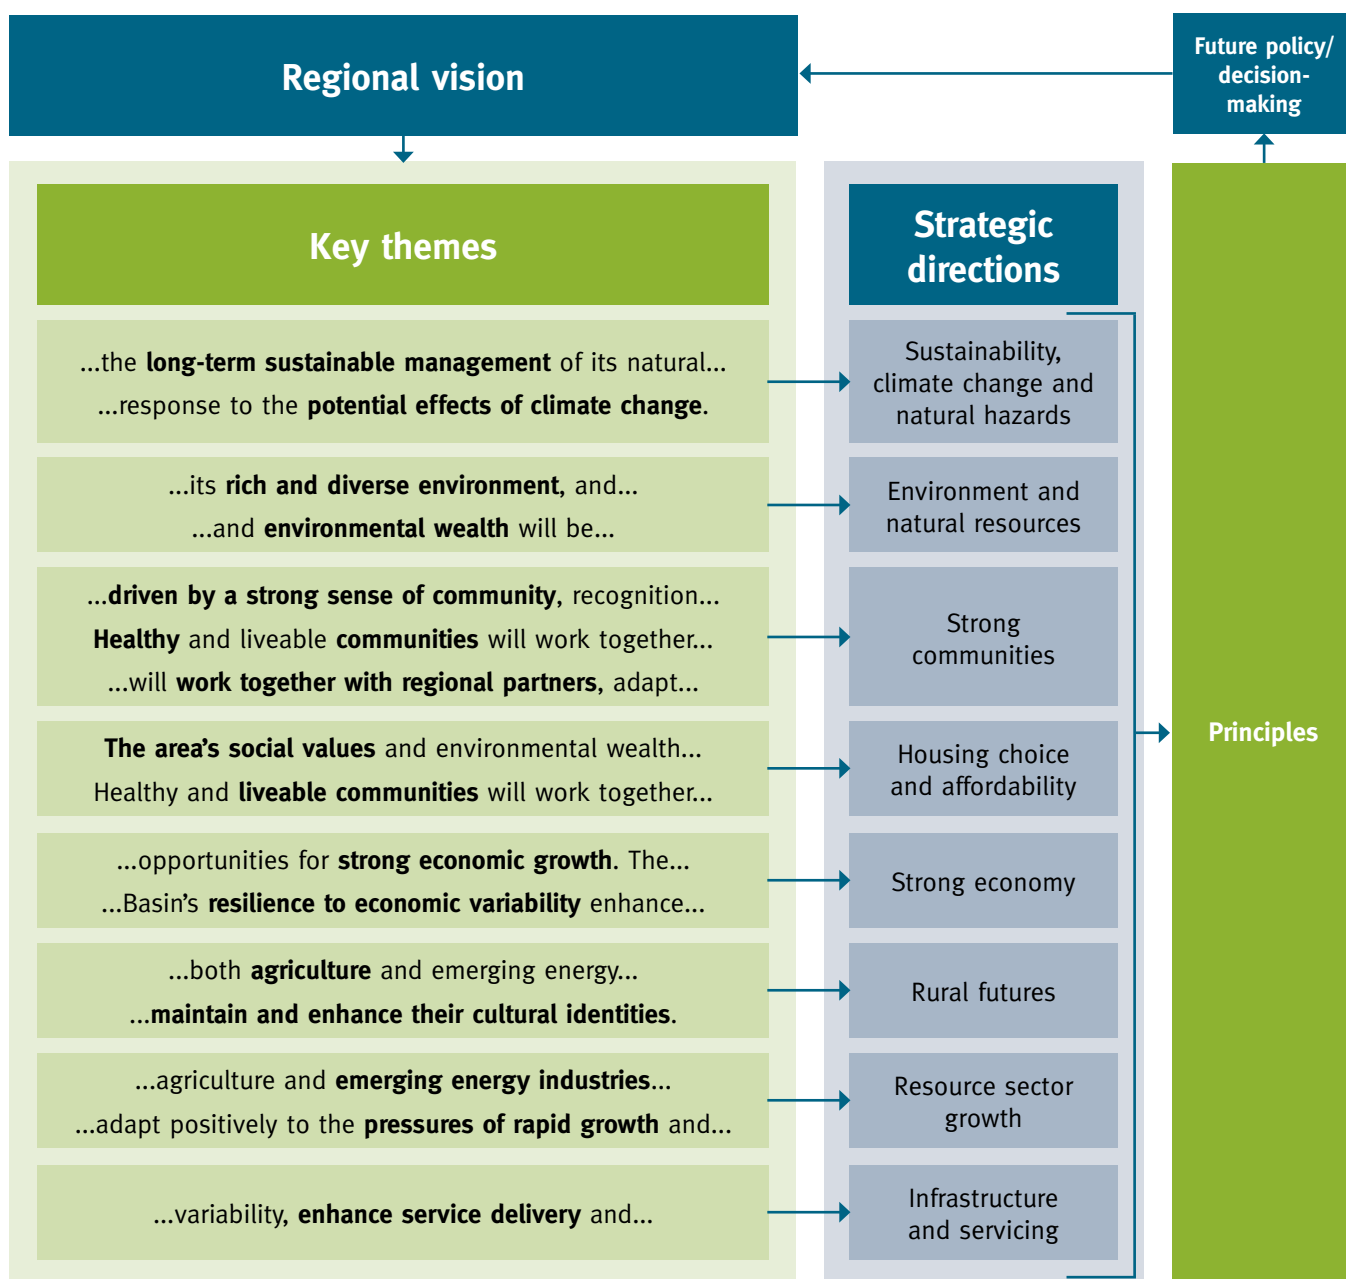 Regional vision
Future policy/
decision-
making
Key themes
Strategic
directions
...the long-term sustainable management of its natural...
...response to the potential effects of climate change.
Sustainability,
climate change and
natural hazards
...its rich and diverse environment, and...
...and environmental wealth will be...
Environment and
natural resources
...driven by a strong sense of community, recognition...
Healthy and liveable communities will work together...
...will work together with regional partners, adapt...
Strong
communities
The area’s social values and environmental wealth...
Healthy and liveable communities will work together...
Housing choice
and affordability
...opportunities for strong economic growth. The...
...Basin’s resilience to economic variability enhance...
Strong economy
...both agriculture and emerging energy...
...maintain and enhance their cultural identities.
Rural futures
...agriculture and emerging energy industries...
...adapt positively to the pressures of rapid growth and...
Resource sector
growth
...variability, enhance service delivery and...
Infrastructure
and servicing
Principles